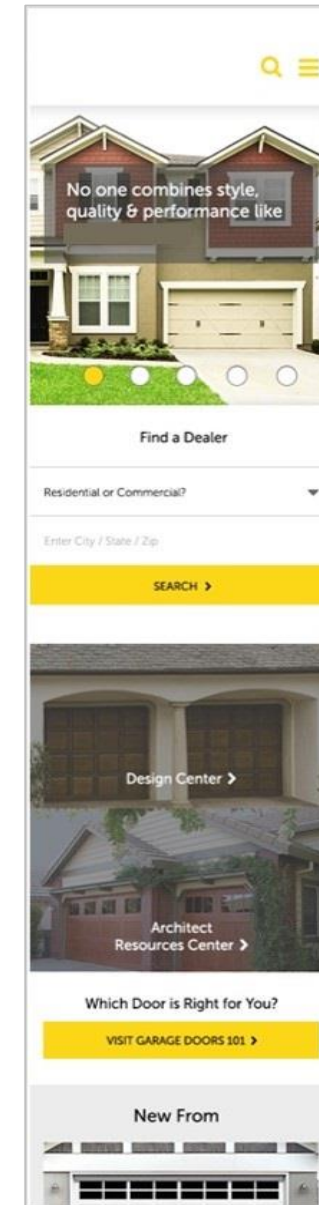 No one combines style,
quality & performance like
Find a Dealer
Residential or Commercial?
Enter City / State / Zip
SEARCH >
Design Center >
Architect
Resources Center >
Which Door is Right for You?
VISIT GARAGE DOORS 101 >
New From